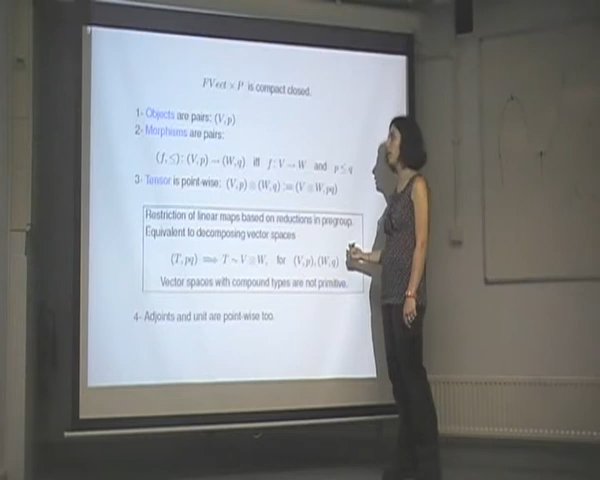 FVect × P is compact closed.
1- Objects are pairs: (V, p)
2- Morphisms are pairs:
(f, ≤) : (V, p) → (W, q) iff f : V → W and p ≤ q
3- Tensor is point-wise: (V, p) ⊗ (W, q) := (V ⊗ W, pq)
Restriction of linear maps based on reductions in pregroup.
Equivalent to decomposing vector spaces
(T, pq) ⟹ T ∼ V ⊗ W, for (V, p), (W, q)
Vector spaces with compound types are not primitive.
4- Adjoints and unit are point-wise too.